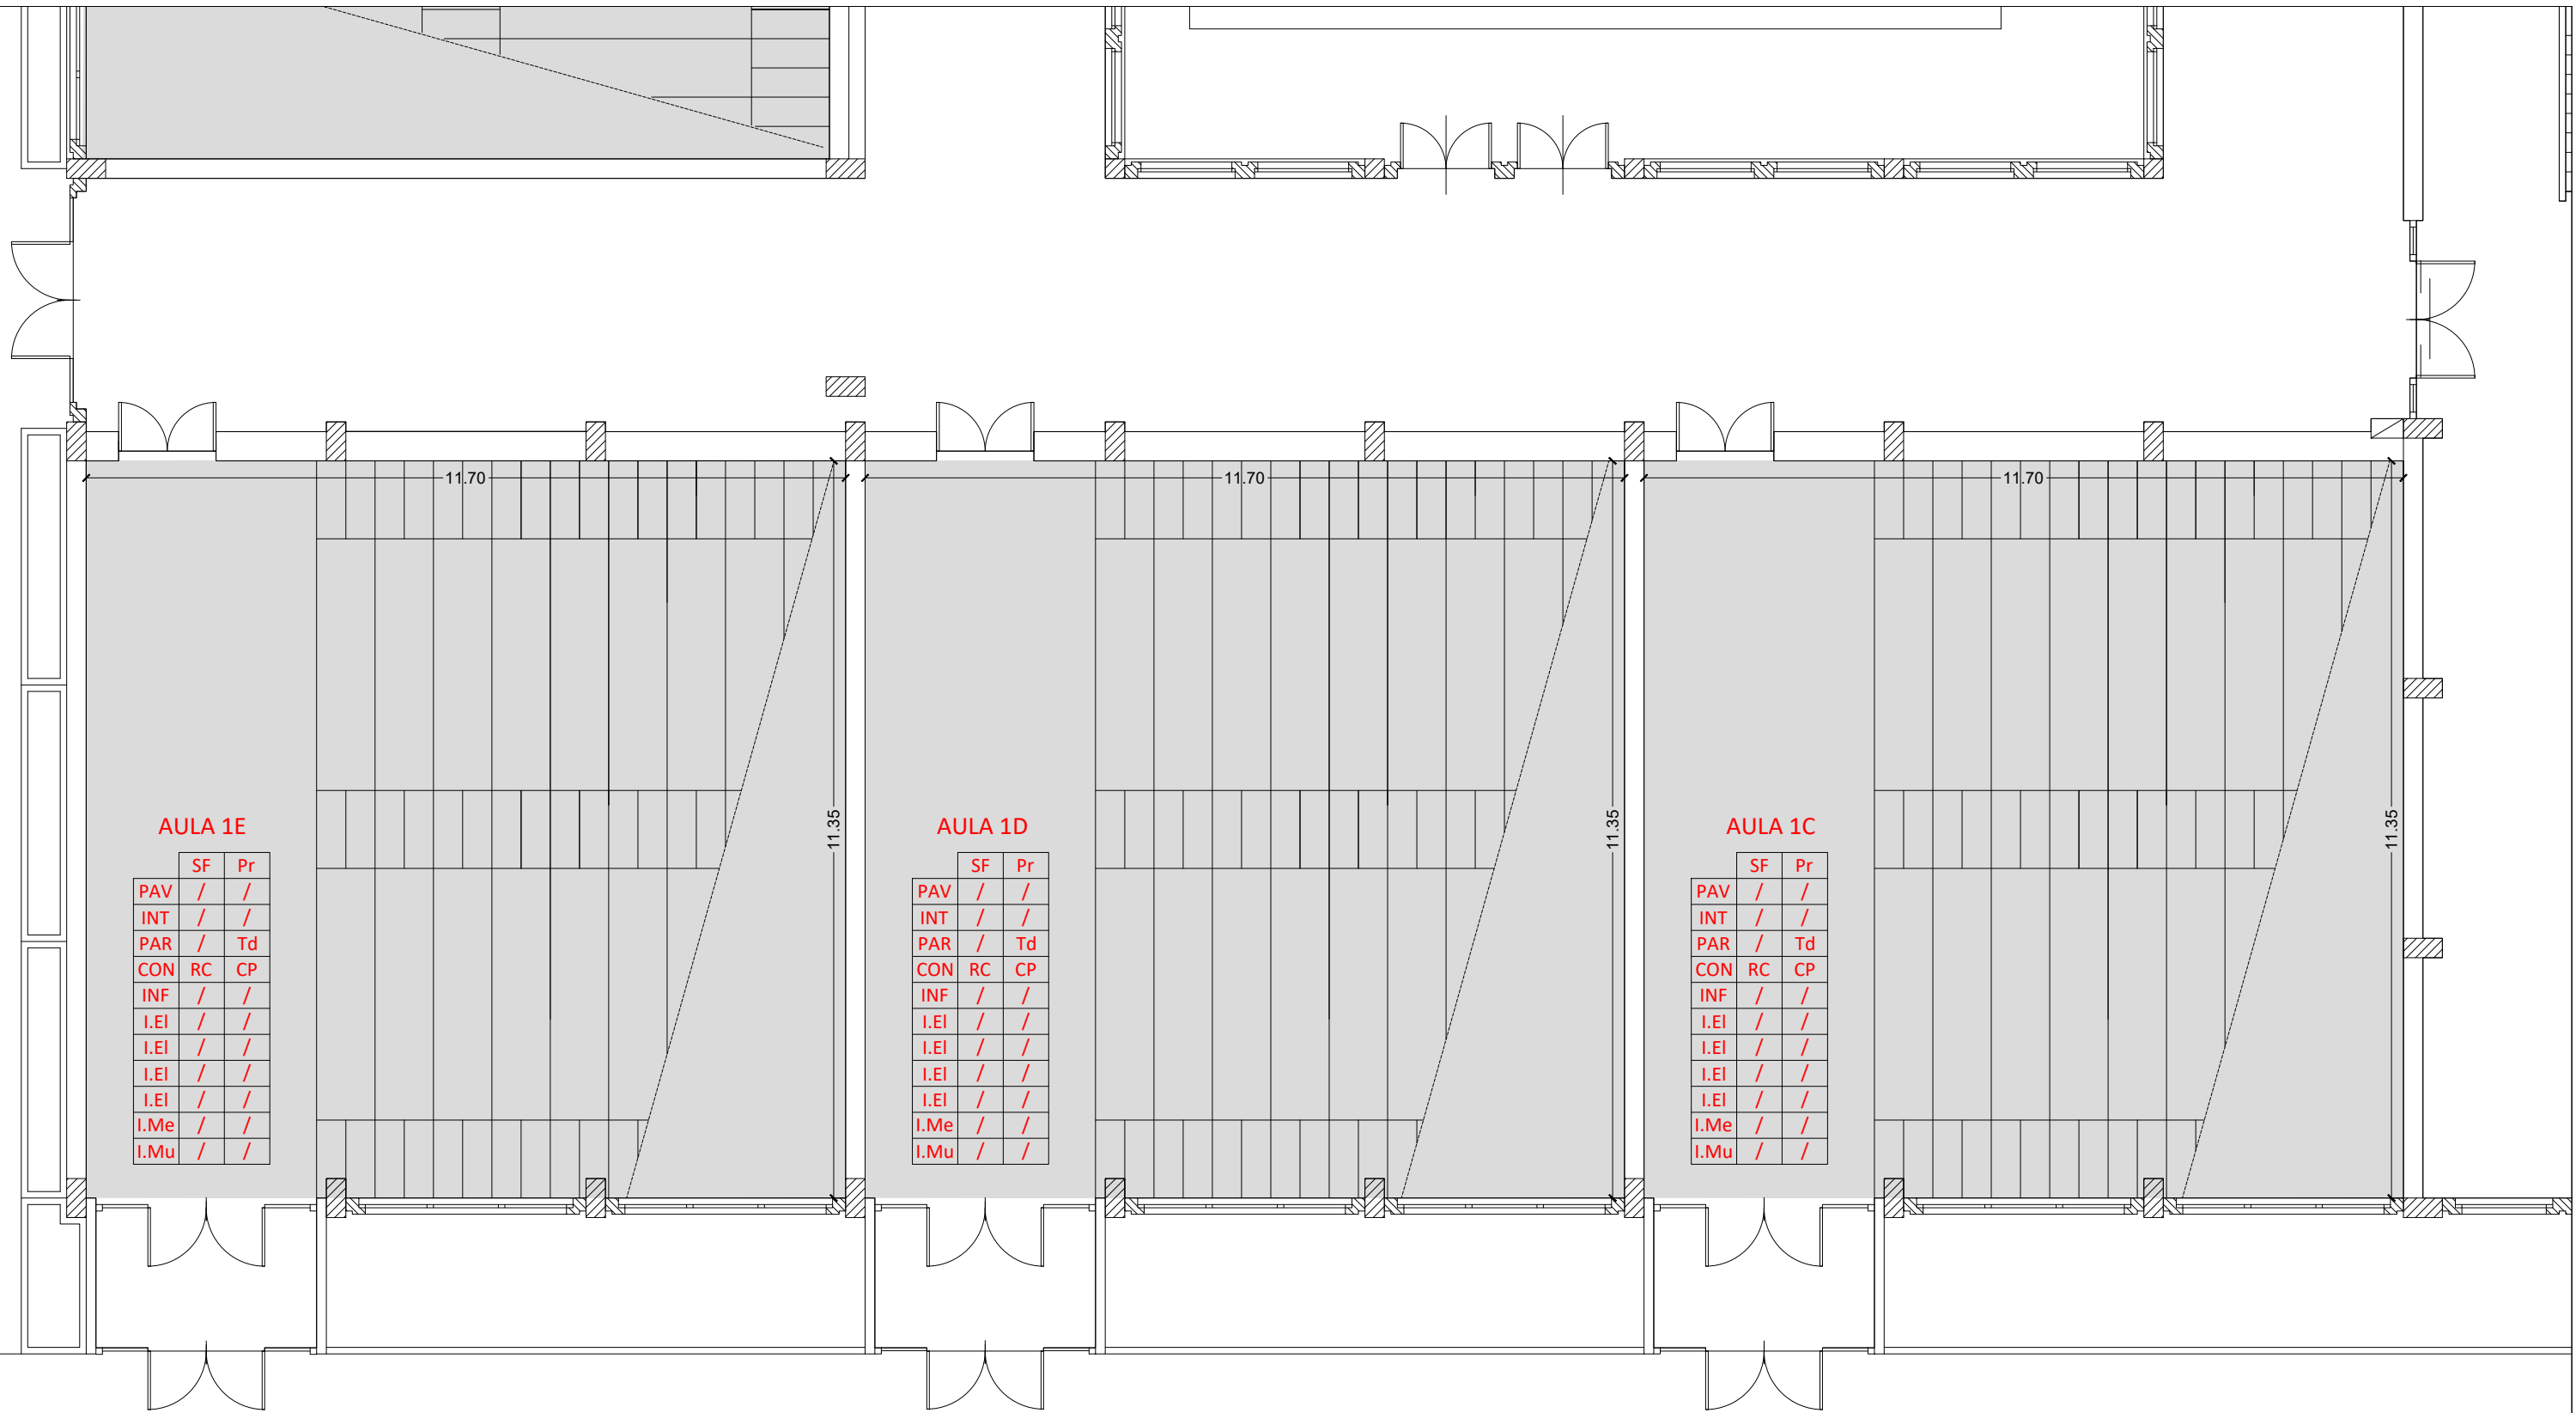 11.70 11.70 11.70
11.35 11.35 11.35
AULA 1E
SF Pr
PAV / /
INT / /
PAR / Td
CON RC CP
INF / /
I.El / /
I.El / /
I.El / /
I.El / /
I.Me / /
I.Mu / /
AULA 1D
SF Pr
PAV / /
INT / /
PAR / Td
CON RC CP
INF / /
I.El / /
I.El / /
I.El / /
I.El / /
I.Me / /
I.Mu / /
AULA 1C
SF Pr
PAV / /
INT / /
PAR / Td
CON RC CP
INF / /
I.El / /
I.El / /
I.El / /
I.El / /
I.Me / /
I.Mu / /